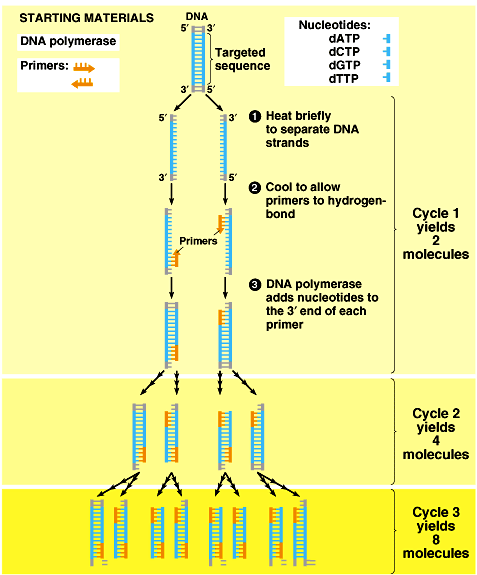 STARTING MATERIALS
DNA polymerase
Primers:
DNA
5′ 3′
Targeted
sequence
3′ 5′
Nucleotides:
dATP
dCTP
dGTP
dTTP
5′ 3′
3′ 5′
1 Heat briefly
to separate DNA
strands
2 Cool to allow
primers to hydrogen-
bond
Primers
3 DNA polymerase
adds nucleotides to
the 3′ end of each
primer
Cycle 1
yields
2
molecules
Cycle 2
yields
4
molecules
Cycle 3
yields
8
molecules